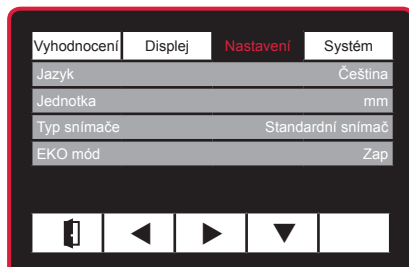 Vyhodnocení Displej Nastavení Systém
Jazyk Čeština
Jednotka mm
Typ snímače Standardní snímač
EKO mód Zap